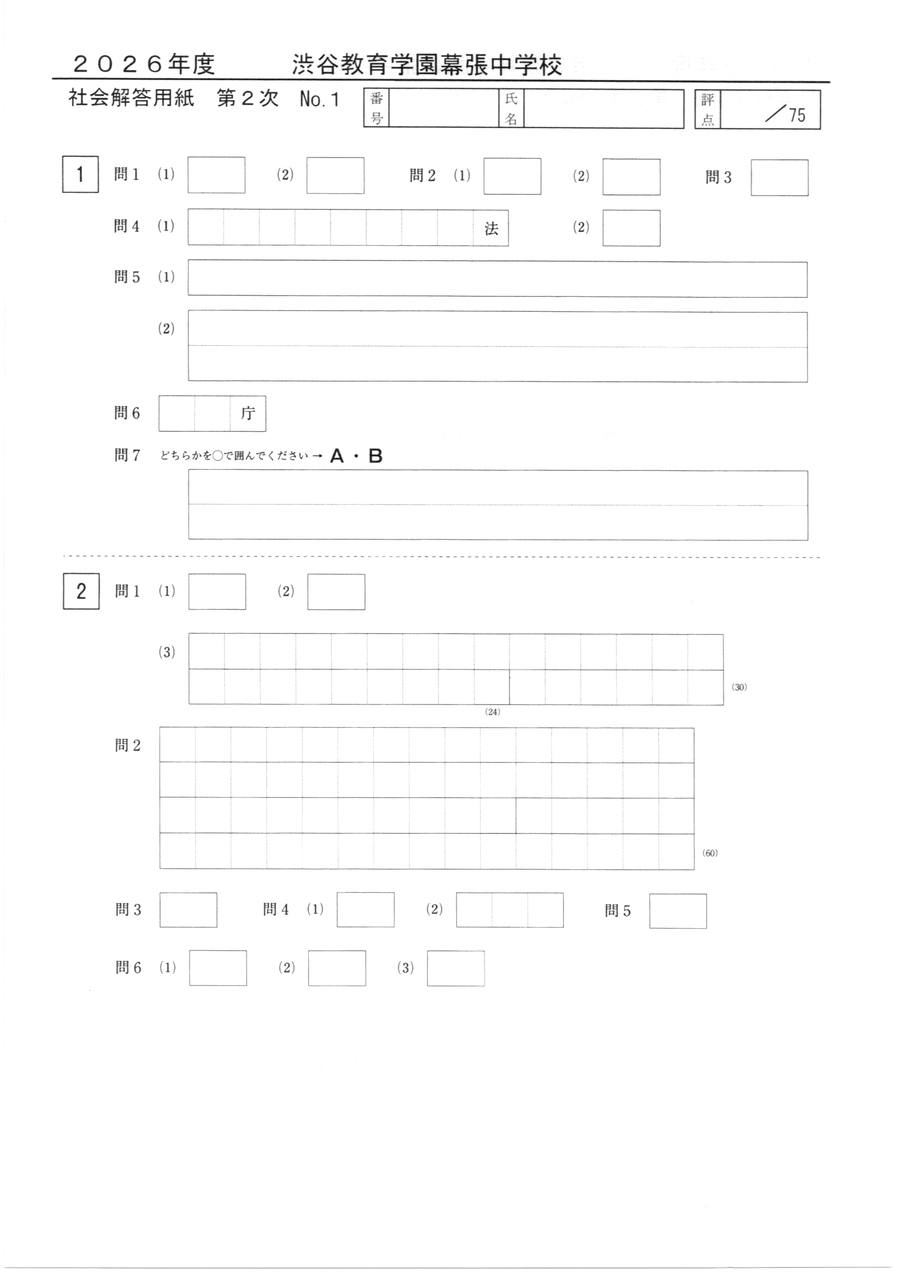 2026年度 渋谷教育学園幕張中学校
社会解答用紙 第2次 No.1 番号 氏名 評点 /75
1 問1 (1) (2) 問2 (1) (2) 問3
問4 (1) 法 (2)
問5 (1)
(2)
問6 庁
問7 どちらかを○で囲んでください→ A・B
2 問1 (1) (2)
(3)
(30)
(24)
問2
(60)
問3 問4 (1) (2) 問5
問6 (1) (2) (3)